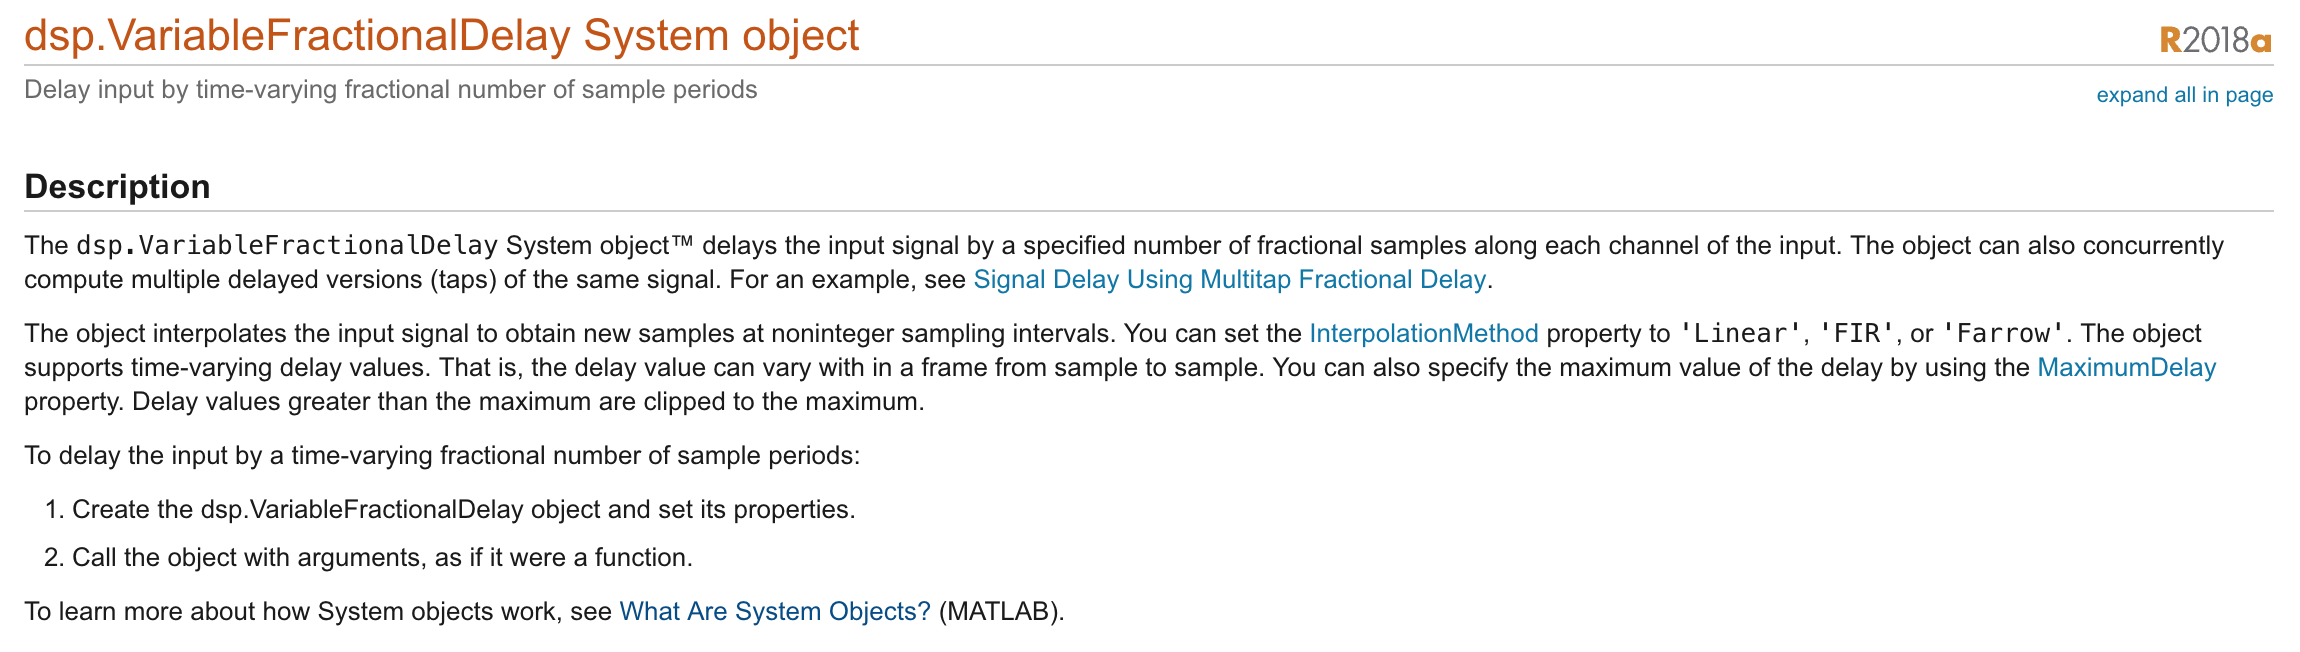 dsp.VariableFractionalDelay System object
R2018a
Delay input by time-varying fractional number of sample periods
expand all in page
Description
The dsp.VariableFractionalDelay System object™ delays the input signal by a specified number of fractional samples along each channel of the input. The object can also concurrently
compute multiple delayed versions (taps) of the same signal. For an example, see Signal Delay Using Multitap Fractional Delay.
The object interpolates the input signal to obtain new samples at noninteger sampling intervals. You can set the InterpolationMethod property to 'Linear', 'FIR', or 'Farrow'. The object
supports time-varying delay values. That is, the delay value can vary with in a frame from sample to sample. You can also specify the maximum value of the delay by using the MaximumDelay
property. Delay values greater than the maximum are clipped to the maximum.
To delay the input by a time-varying fractional number of sample periods:
1. Create the dsp.VariableFractionalDelay object and set its properties.
2. Call the object with arguments, as if it were a function.
To learn more about how System objects work, see What Are System Objects? (MATLAB).